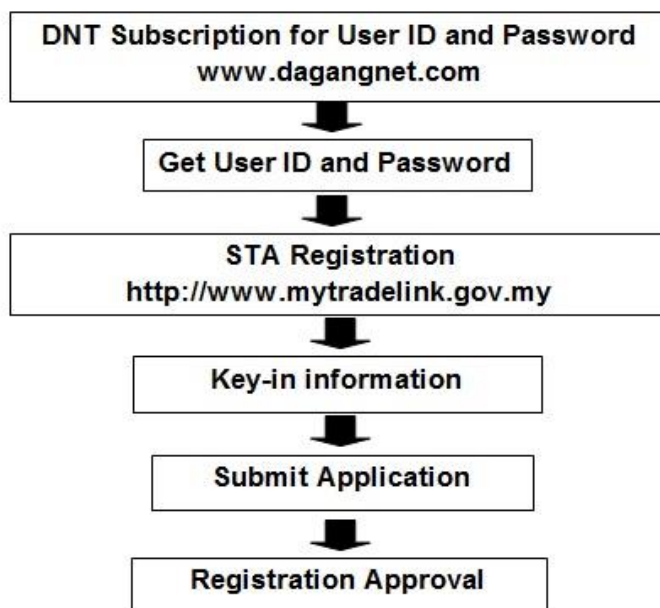 DNT Subscription for User ID and Password
www.dagangnet.com
Get User ID and Password
STA Registration
http://www.mytradelink.gov.my
Key-in information
Submit Application
Registration Approval